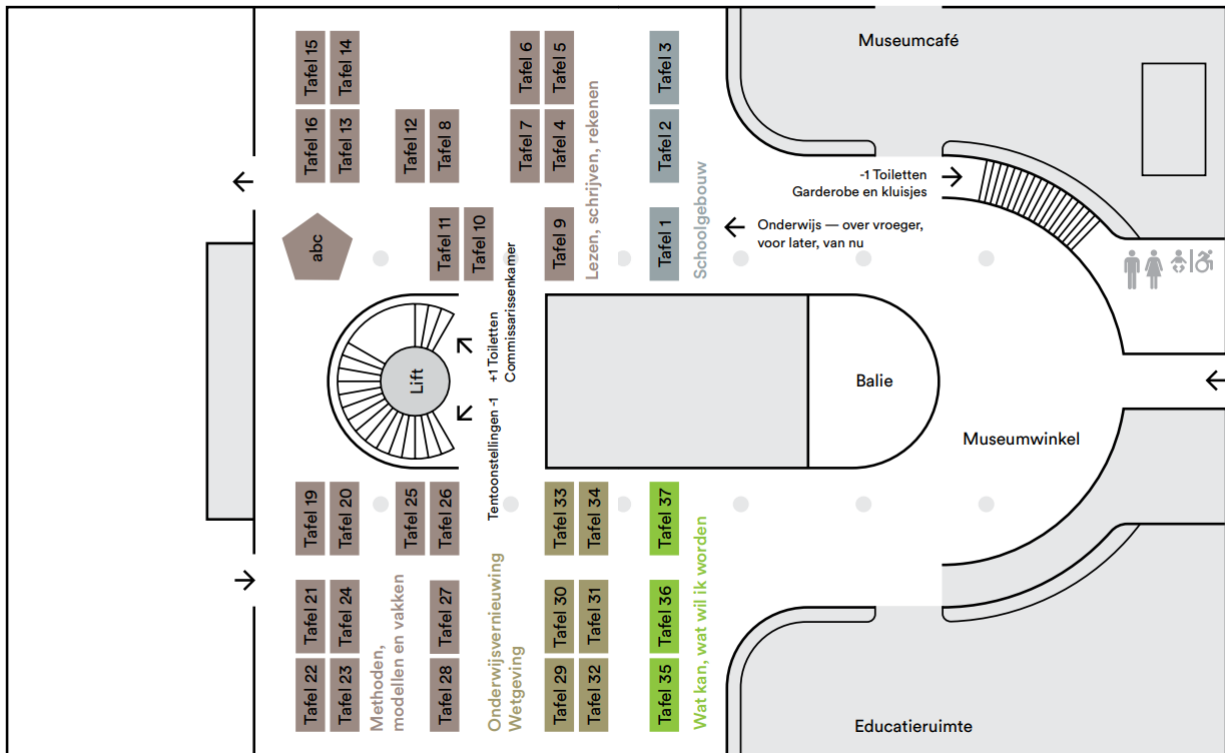 Tafel 15
Tafel 14
Tafel 6
Tafel 5
Tafel 3
Museumcafé
Tafel 16
Tafel 13
Tafel 12
Tafel 8
Tafel 7
Tafel 4
Tafel 2
Lezen, schrijven, rekenen
-1 Toiletten
Garderobe en kluisjes
abc
Tafel 11
Tafel 10
Tafel 9
Tafel 1
Schoolgebouw
Onderwijs — over vroeger,
voor later, van nu
Lift
+1 Toiletten
Commissarissenkamer
Tentoonstellingen -1
Balie
Museumwinkel
Tafel 19
Tafel 20
Tafel 25
Tafel 26
Tafel 33
Tafel 34
Tafel 37
Tafel 21
Tafel 24
Methoden,
modellen en vakken
Tafel 27
Onderwijsvernieuwing
Wetgeving
Tafel 30
Tafel 31
Tafel 36
Wat kan, wat wil ik worden
Tafel 22
Tafel 23
Tafel 28
Tafel 29
Tafel 32
Tafel 35
Educatieruimte